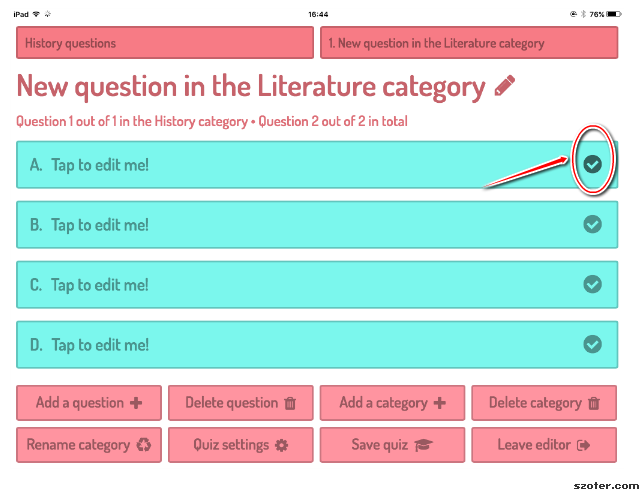 iPad 16:44 76%
History questions
1. New question in the Literature category
New question in the Literature category
Question 1 out of 1 in the History category • Question 2 out of 2 in total
A. Tap to edit me!
B. Tap to edit me!
C. Tap to edit me!
D. Tap to edit me!
Add a question Delete question Add a category Delete category
Rename category Quiz settings Save quiz Leave editor
szoter.com